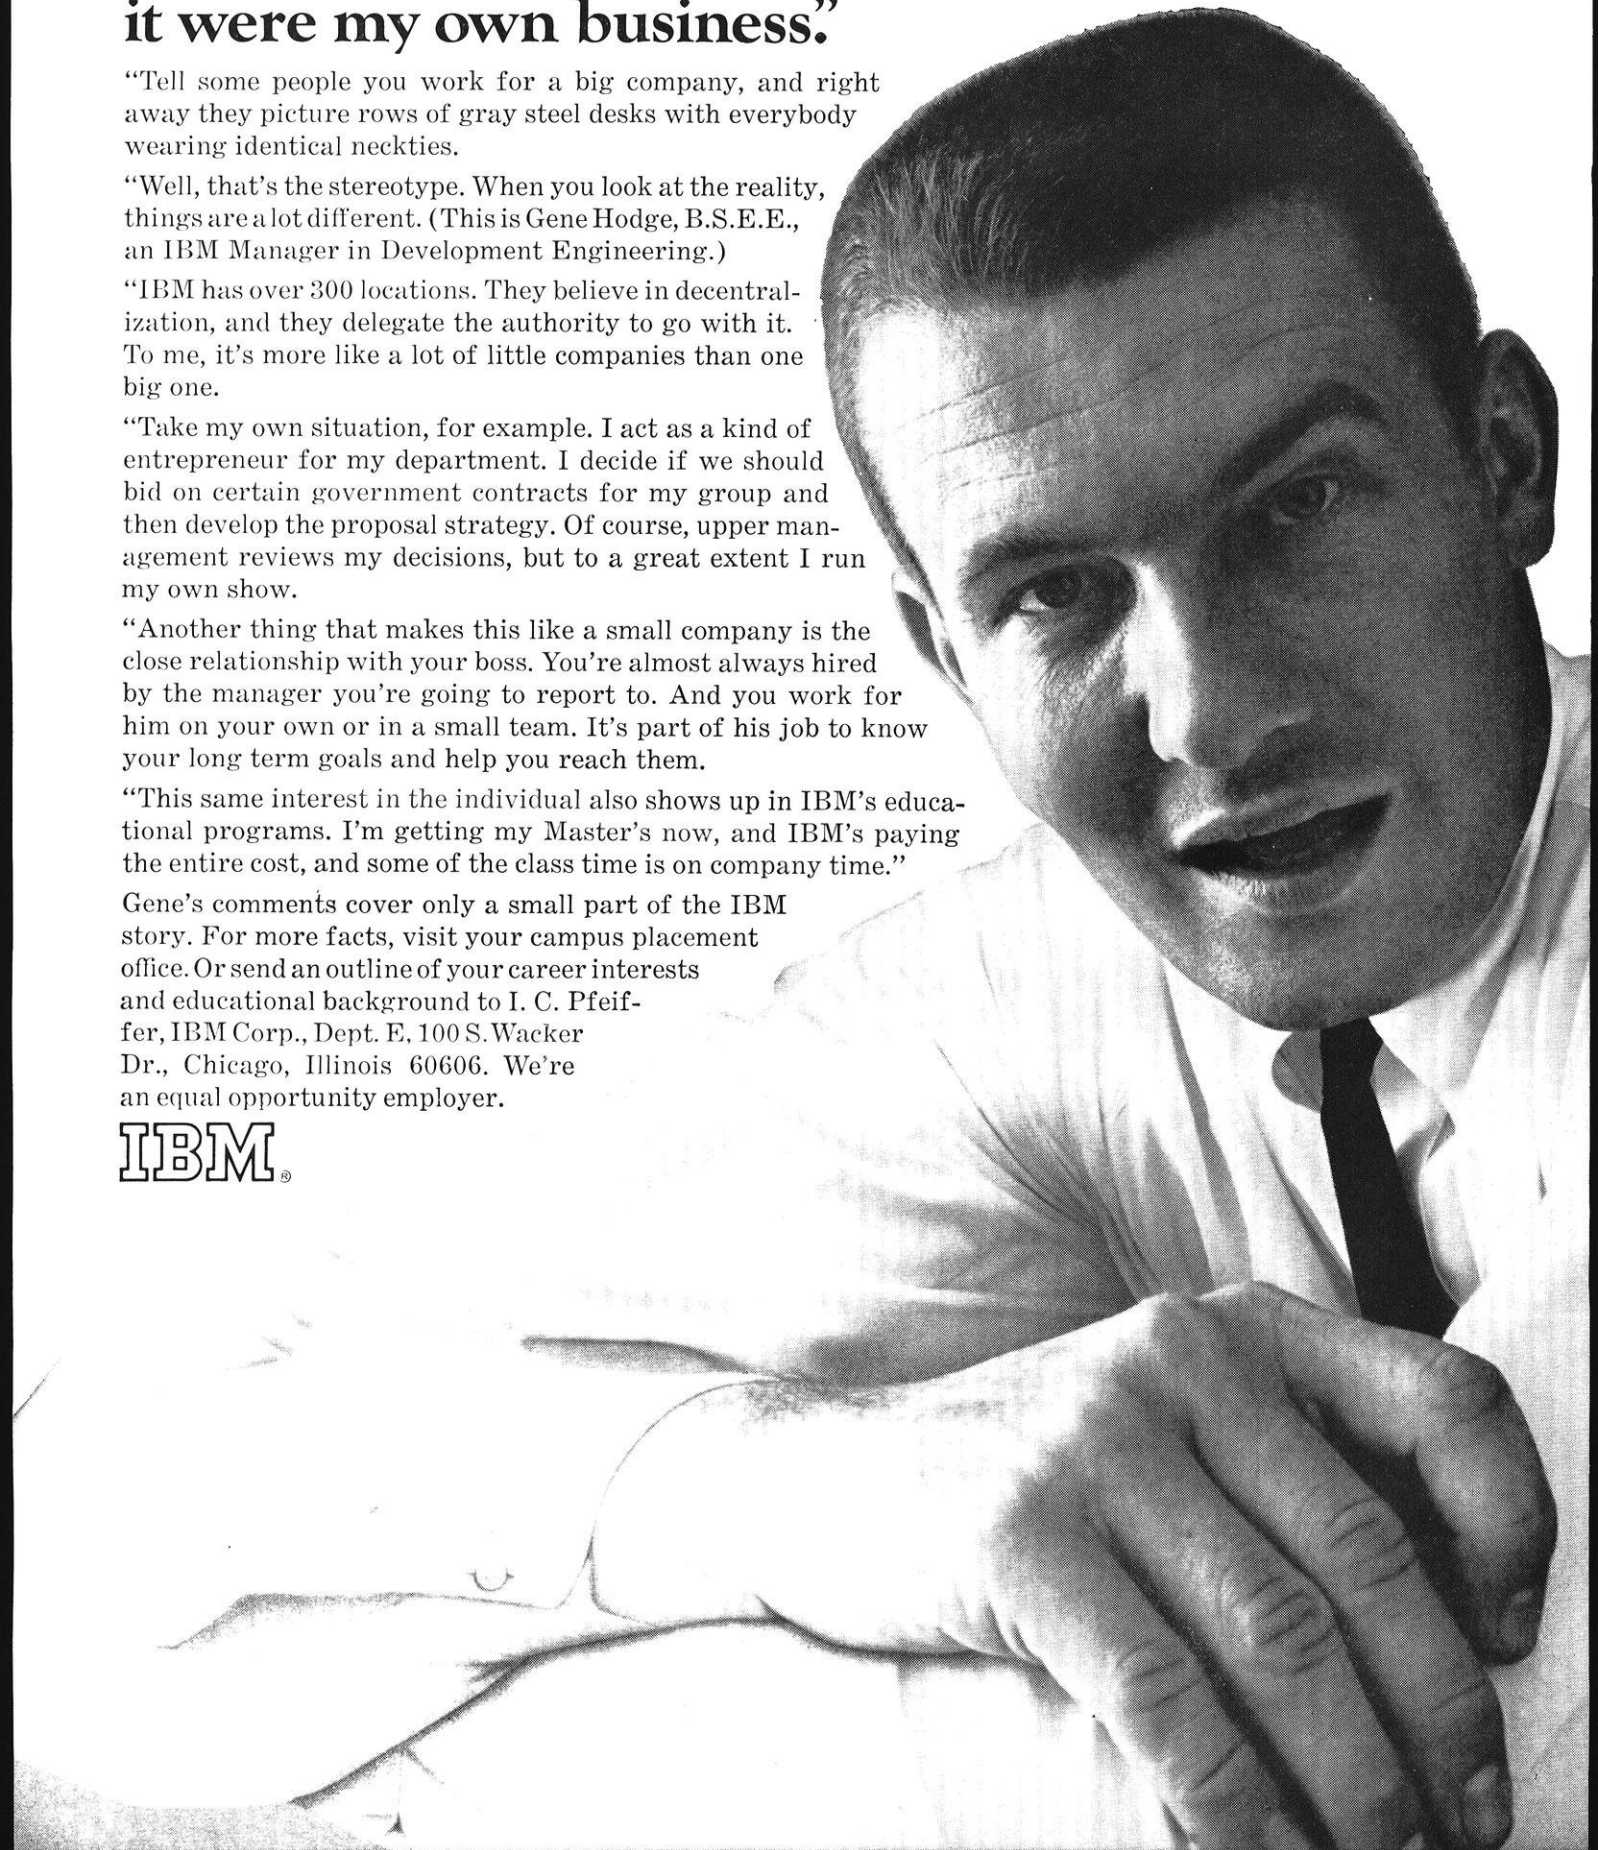 it were my own business.”
“Tell some people you work for a big company, and right
away they picture rows of gray steel desks with everybody
wearing identical neckties.
“Well, that’s the stereotype. When you look at the reality,
things are a lot different. (This is Gene Hodge, B.S.E.E.,
an IBM Manager in Development Engineering.)
“IBM has over 300 locations. They believe in decentral-
ization, and they delegate the authority to go with it.
To me, it’s more like a lot of little companies than one
big one.
“Take my own situation, for example. I act as a kind of
entrepreneur for my department. I decide if we should
bid on certain government contracts for my group and
then develop the proposal strategy. Of course, upper man-
agement reviews my decisions, but to a great extent I run
my own show.
“Another thing that makes this like a small company is the
close relationship with your boss. You’re almost always hired
by the manager you’re going to report to. And you work for
him on your own or in a small team. It’s part of his job to know
your long term goals and help you reach them.
“This same interest in the individual also shows up in IBM’s educa-
tional programs. I’m getting my Master’s now, and IBM’s paying
the entire cost, and some of the class time is on company time.”
Gene’s comments cover only a small part of the IBM
story. For more facts, visit your campus placement
office. Or send an outline of your career interests
and educational background to I. C. Pfeif-
fer, IBM Corp., Dept. E, 100 S. Wacker
Dr., Chicago, Illinois 60606. We’re
an equal opportunity employer.
IBM®